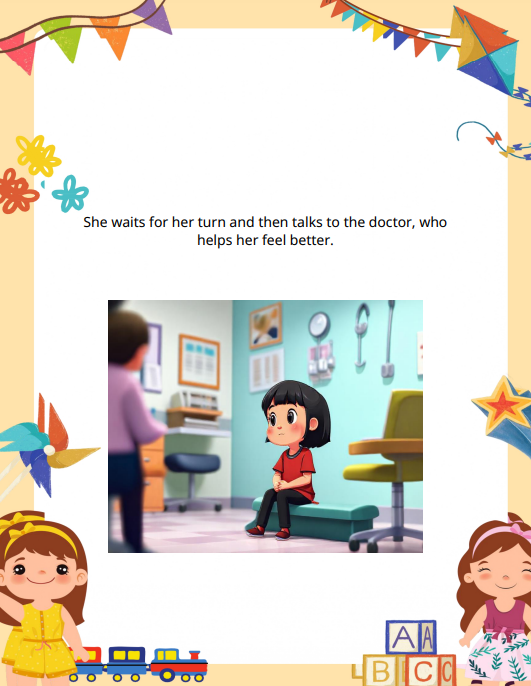 She waits for her turn and then talks to the doctor, who
helps her feel better.
A A
B C